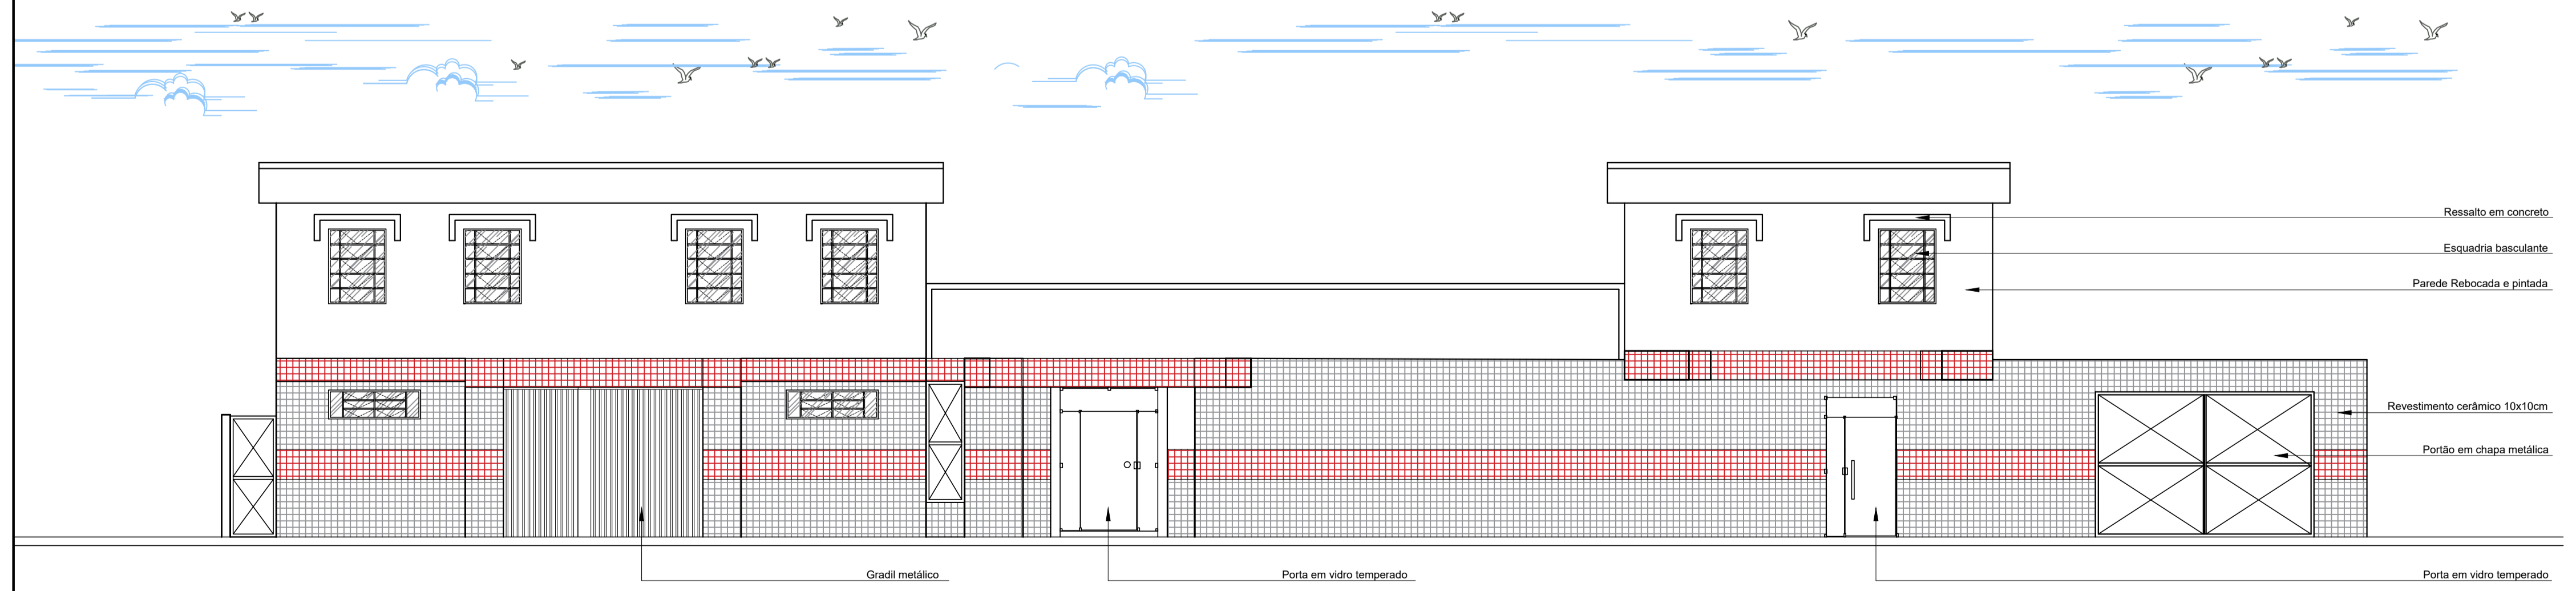 Ressalto em concreto
Esquadria basculante
Parede Rebocada e pintada
Revestimento cerâmico 10x10cm
Portão em chapa metálica
Gradil metálico
Porta em vidro temperado
Porta em vidro temperado